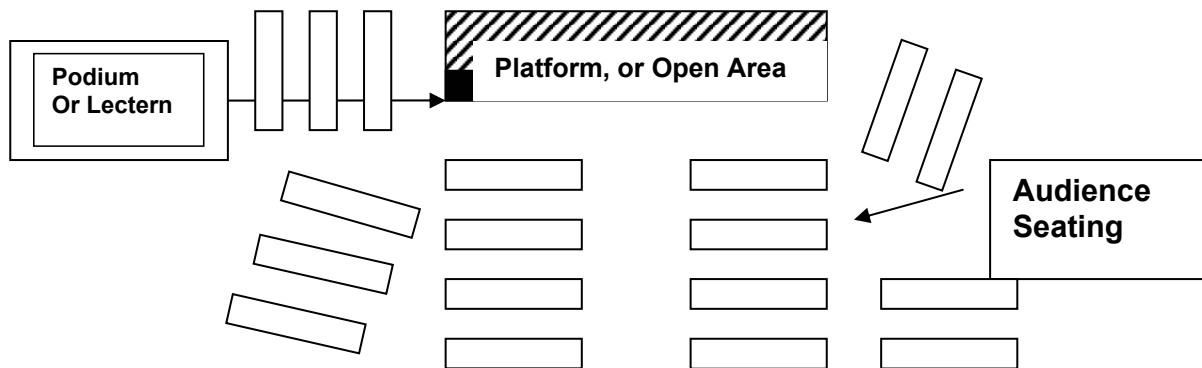 Podium
Or Lectern
Platform, or Open Area
Audience
Seating